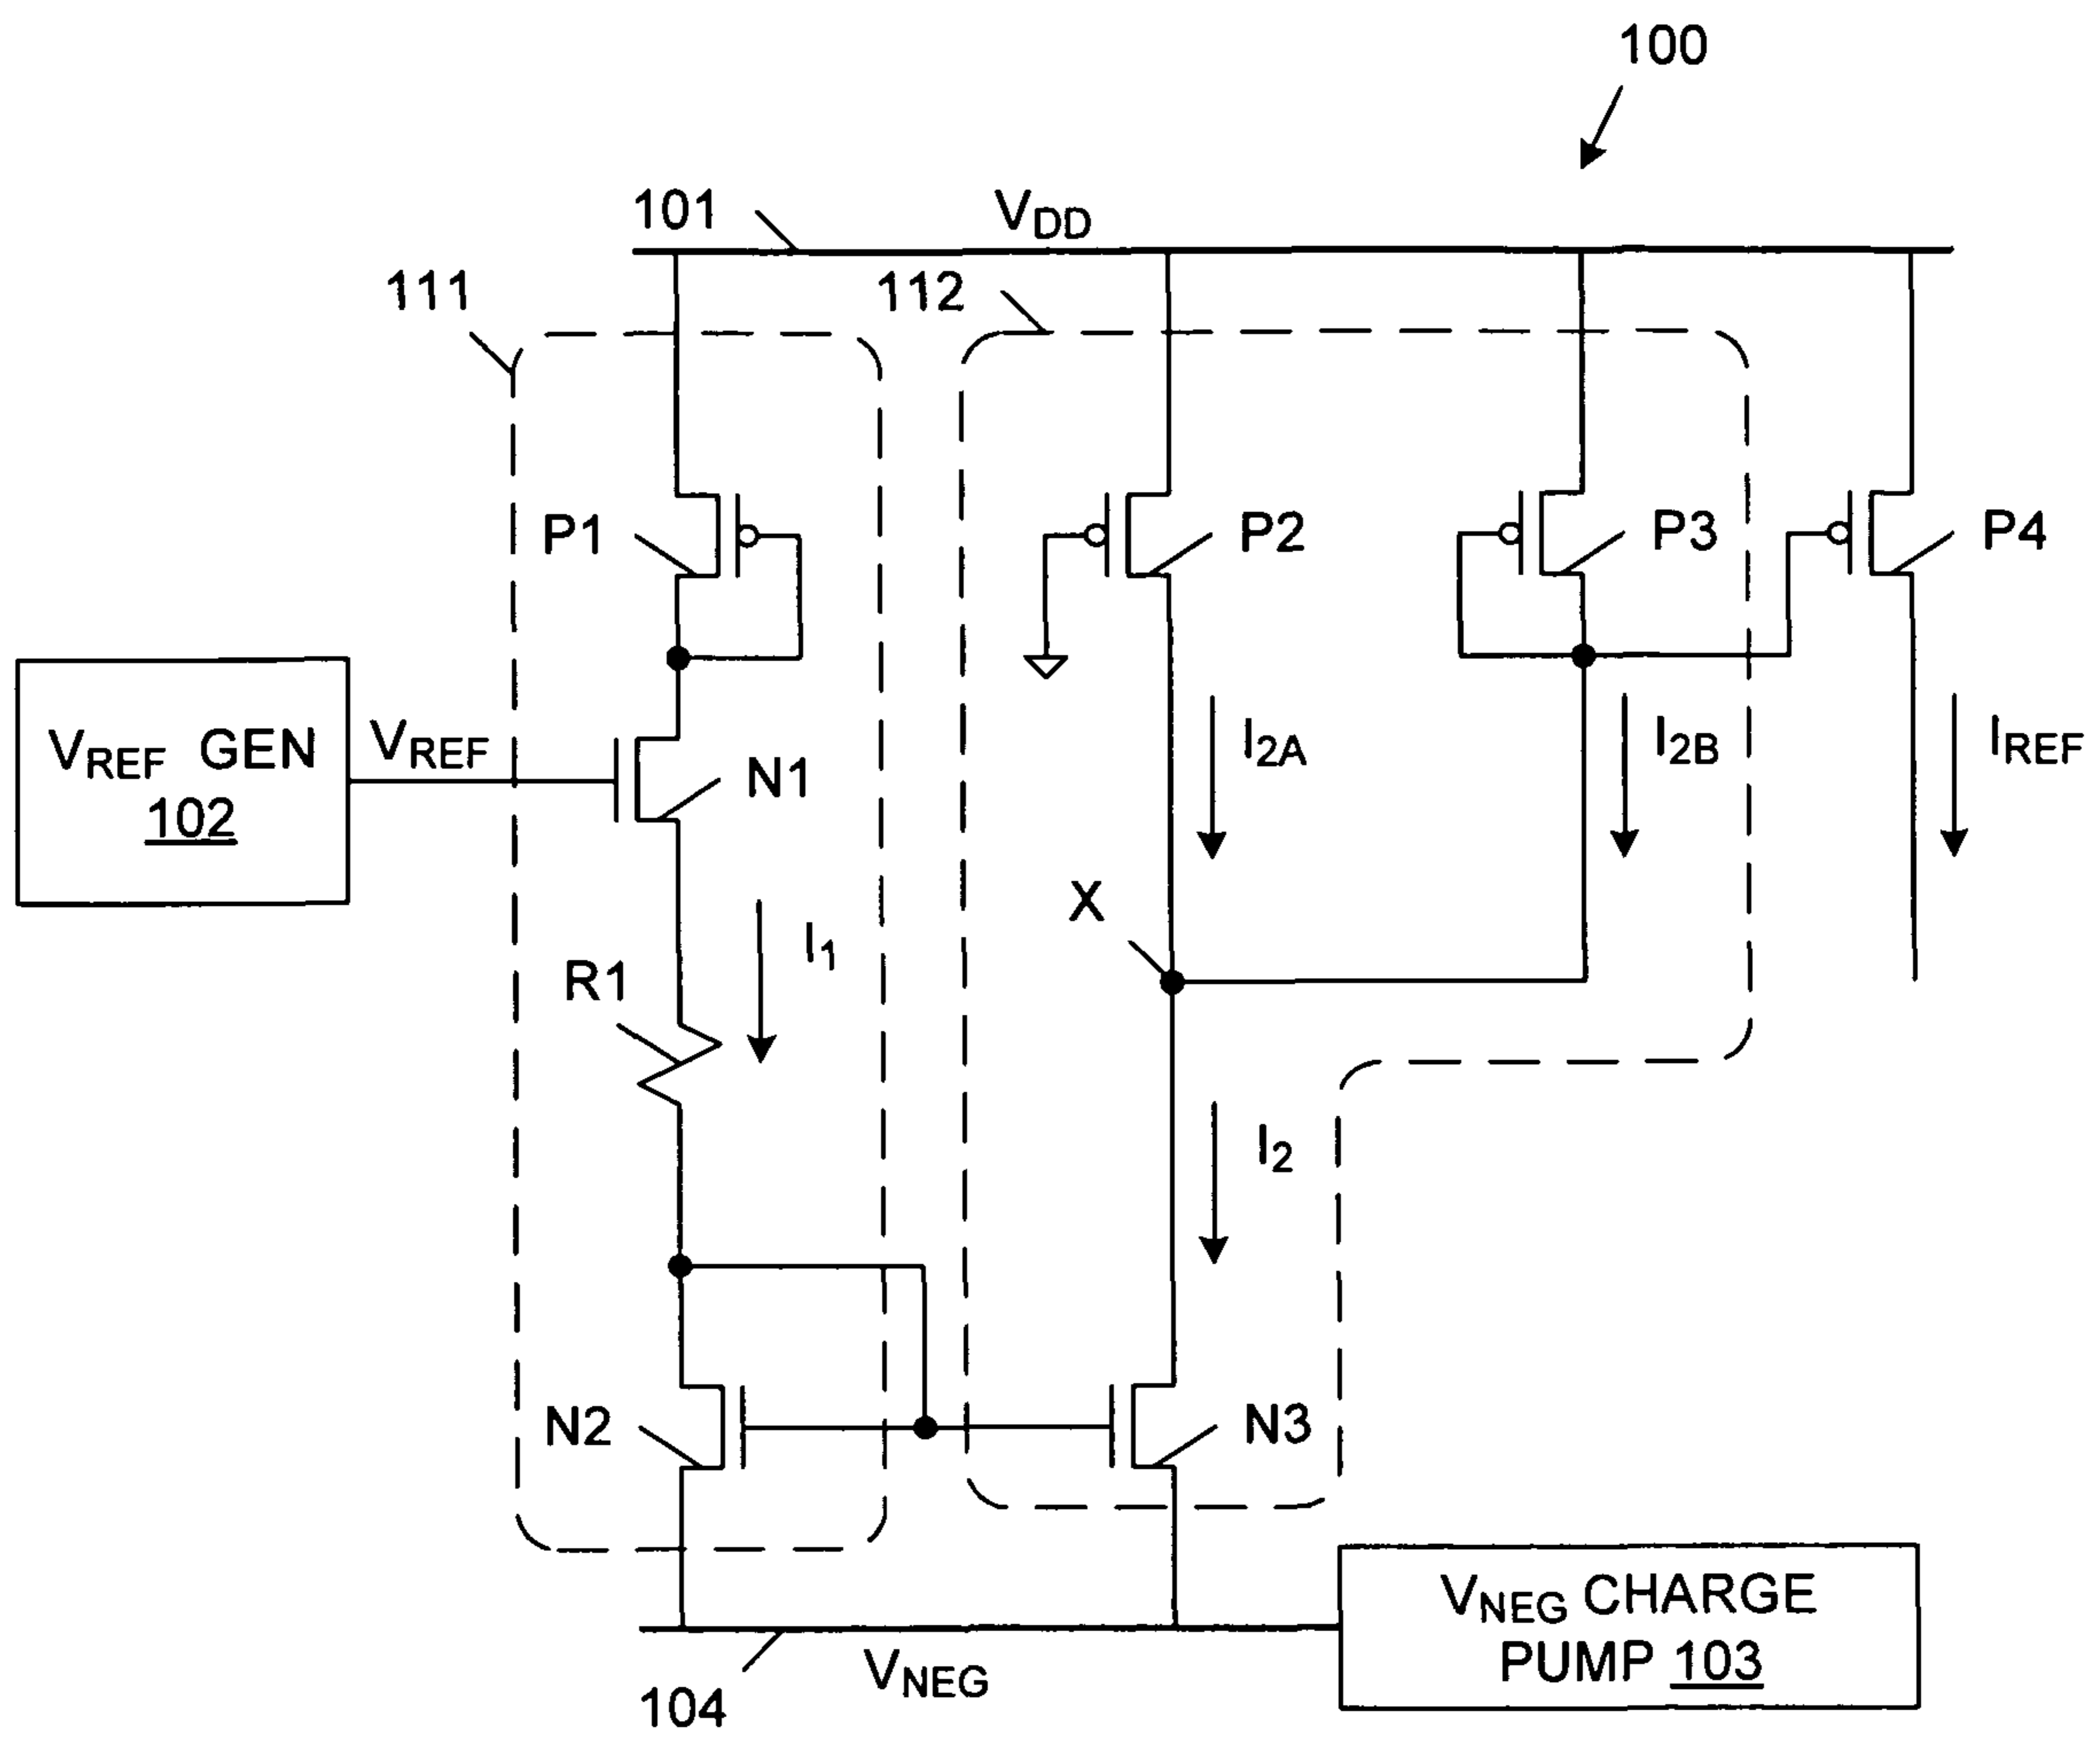 100
101
VDD
111
112
P1
P2
P3
P4
VREF GEN
102
VREF
N1
I2A
I2B
IREF
X
I1
R1
I2
N2
N3
VNEG CHARGE
PUMP 103
VNEG
104